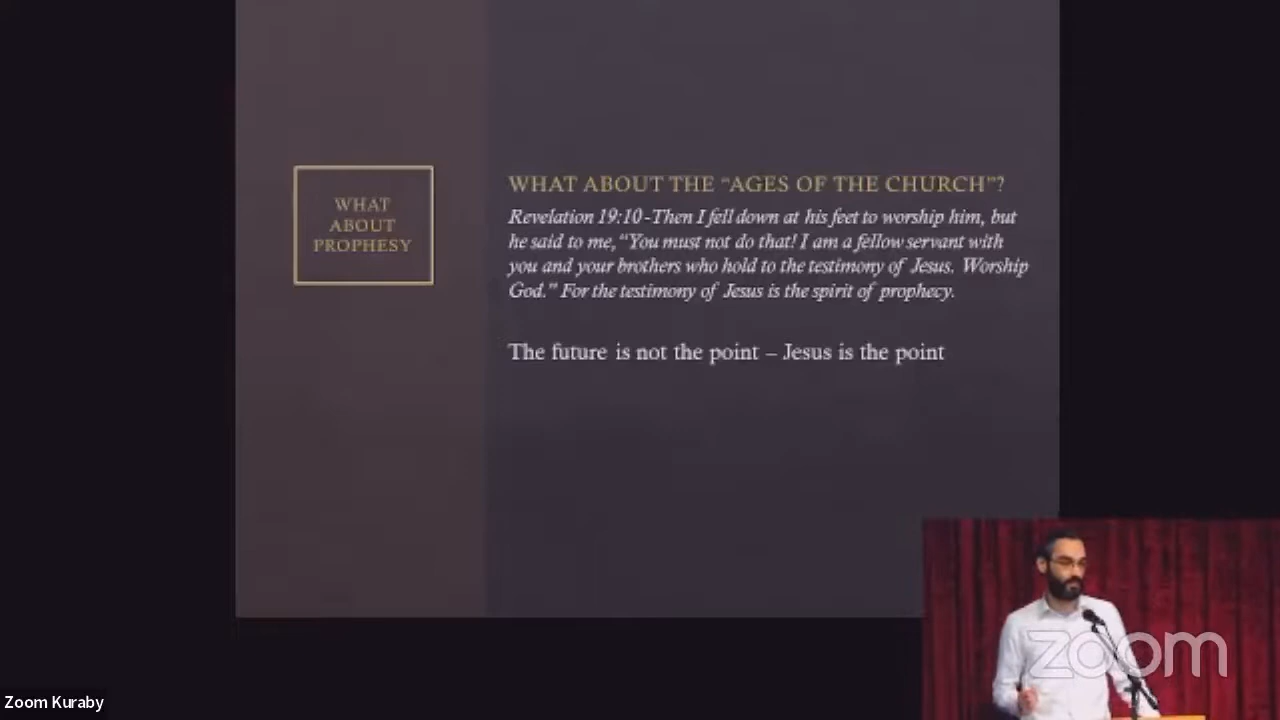 WHAT
ABOUT
PROPHESY
WHAT ABOUT THE “AGES OF THE CHURCH”?
Revelation 19:10-Then I fell down at his feet to worship him, but
he said to me, “You must not do that! I am a fellow servant with
you and your brothers who hold to the testimony of Jesus. Worship
God.” For the testimony of Jesus is the spirit of prophecy.
The future is not the point – Jesus is the point
zoom
Zoom Kuraby